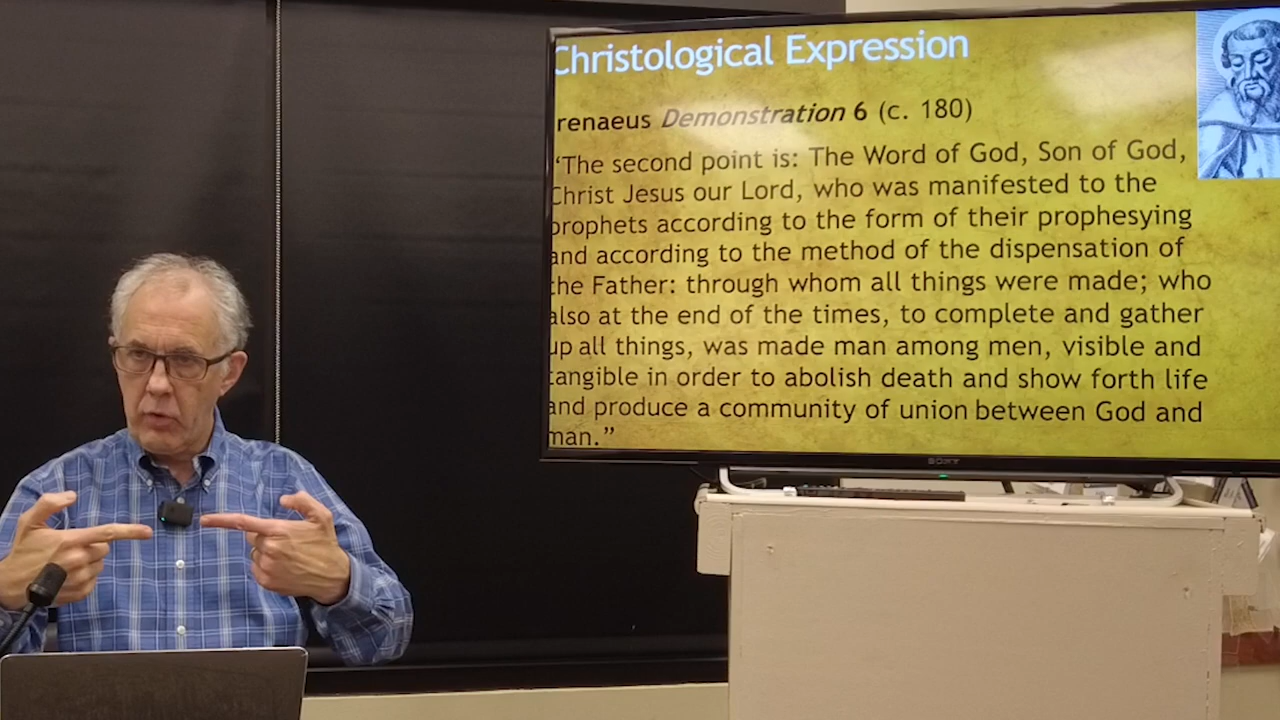 Christological Expression
renaeus Demonstration 6 (c. 180)
“The second point is: The Word of God, Son of God,
Christ Jesus our Lord, who was manifested to the
prophets according to the form of their prophesying
and according to the method of the dispensation of
the Father: through whom all things were made; who
also at the end of the times, to complete and gather
up all things, was made man among men, visible and
tangible in order to abolish death and show forth life
and produce a community of union between God and
man.”
SONY